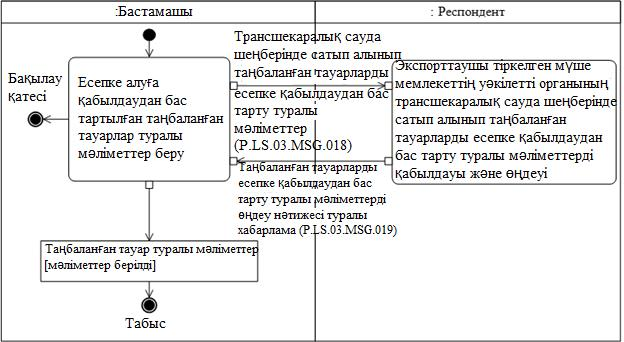 :Бастамашы
: Респондент
Бақылау
қатесі
Есепке алуға
қабылдаудан бас
тартылған таңбаланған
тауарлар туралы
мәліметтер беру
Трансшекаралық сауда
шеңберінде сатып алынып
таңбаланған тауарларды
есепке қабылдаудан бас
тарту туралы
мәліметтер
(P.LS.03.MSG.018)
Экспорттаушы тіркелген мүше
мемлекеттің уәкілетті органының
трансшекаралық сауда шеңберінде
сатып алынып таңбаланған
тауарларды есепке қабылдаудан
бас тарту туралы мәліметтерді
қабылдауы және өңдеуі
Таңбаланған тауарларды
есепке қабылдаудан бас
тарту туралы мәліметтерді
өңдеу нәтижесі туралы
хабарлама (P.LS.03.MSG.019)
Таңбаланған тауар туралы мәліметтер
[мәліметтер берілді]
Табыс